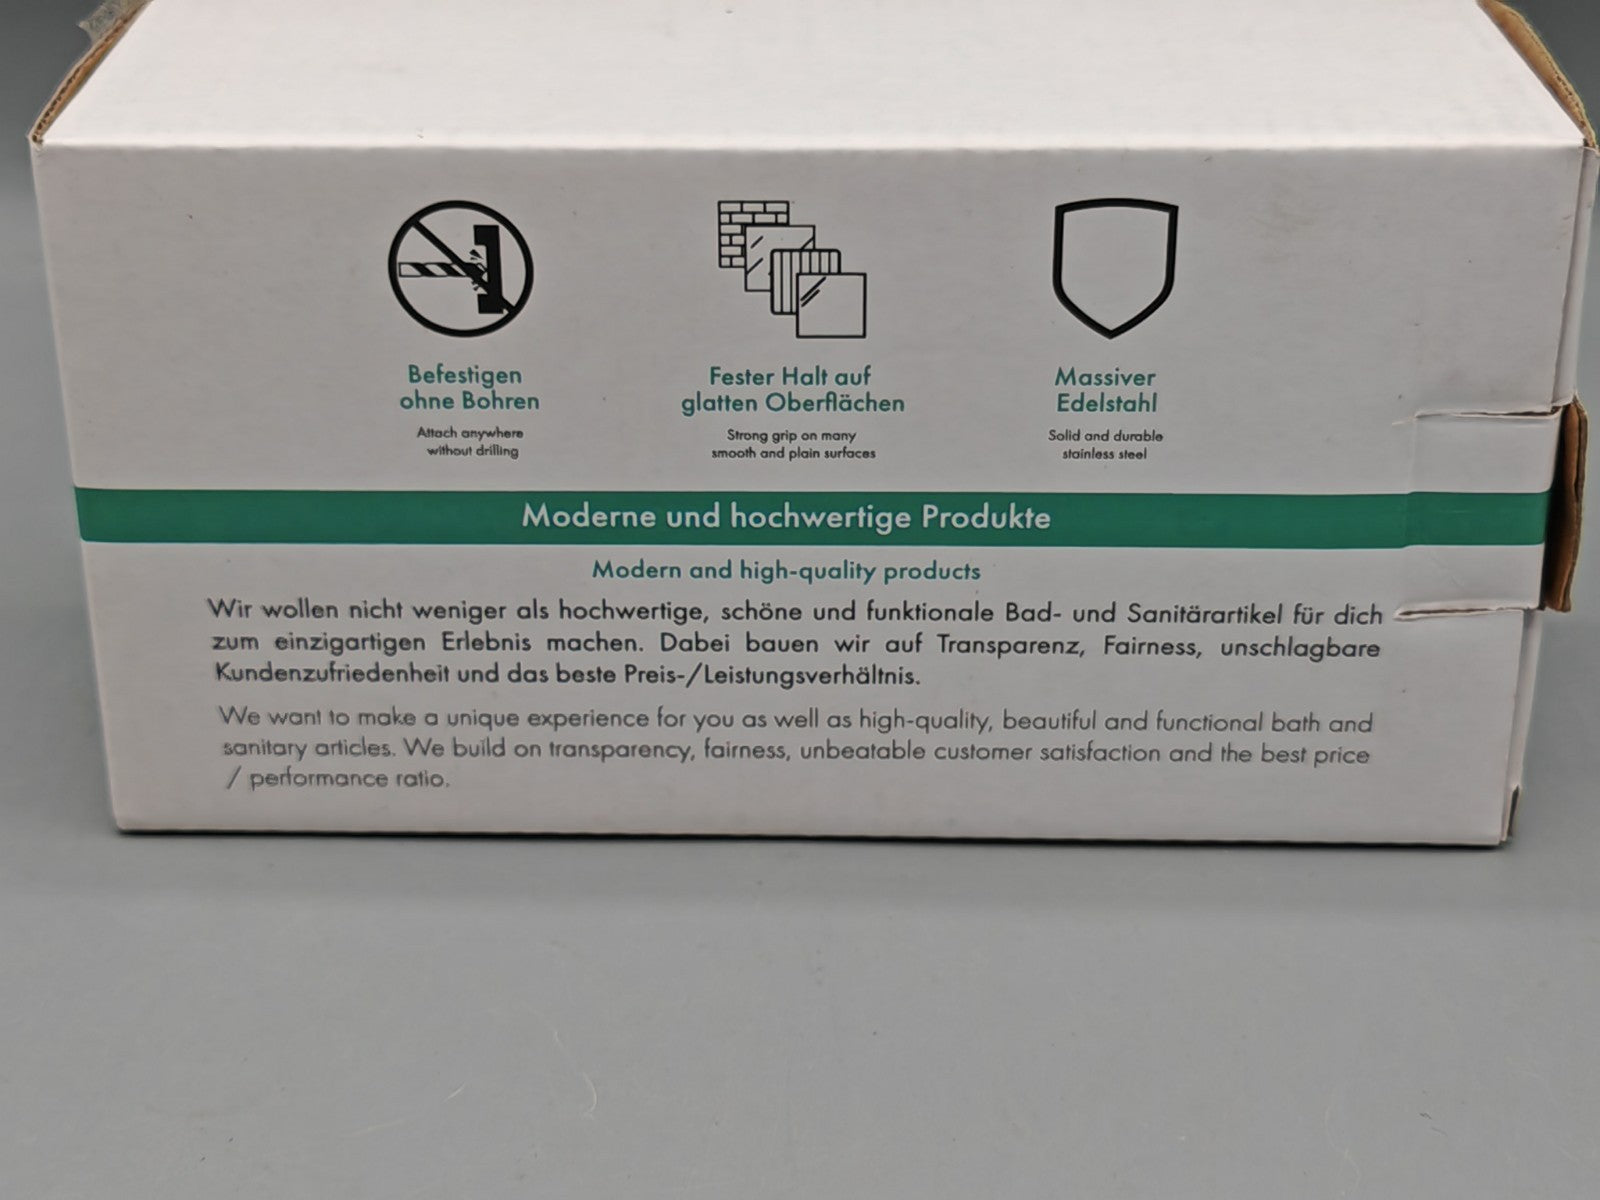 Befestigen
ohne Bohren
Attach anywhere
without drilling
Fester Halt auf
glatten Oberflächen
Strong grip on many
smooth and plain surfaces
Massiver
Edelstahl
Solid and durable
stainless steel
Moderne und hochwertige Produkte
Modern and high-quality products
Wir wollen nicht weniger als hochwertige, schöne und funktionale Bad- und Sanitärartikel für dich
zum einzigartigen Erlebnis machen. Dabei bauen wir auf Transparenz, Fairness, unschlagbare
Kundenzufriedenheit und das beste Preis-/Leistungsverhältnis.
We want to make a unique experience for you as well as high-quality, beautiful and functional bath and
sanitary articles. We build on transparency, fairness, unbeatable customer satisfaction and the best price
/ performance ratio.